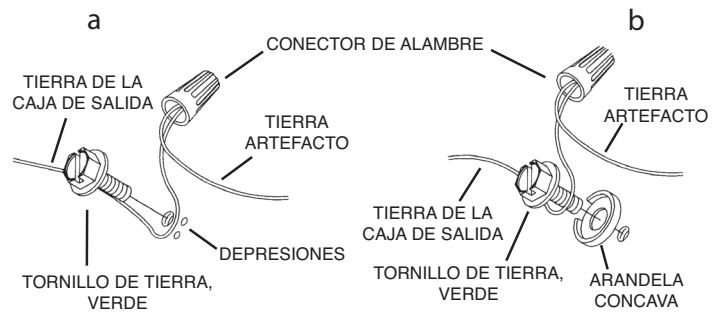 a
b
CONECTOR DE ALAMBRE
TIERRA DE LA
CAJA DE SALIDA
TIERRA
ARTEFACTO
TIERRA
ARTEFACTO
TIERRA DE LA
CAJA DE SALIDA
DEPRESIONES
TORNILLO DE TIERRA,
VERDE
TORNILLO DE TIERRA,
VERDE
ARANDELA
CONCAVA